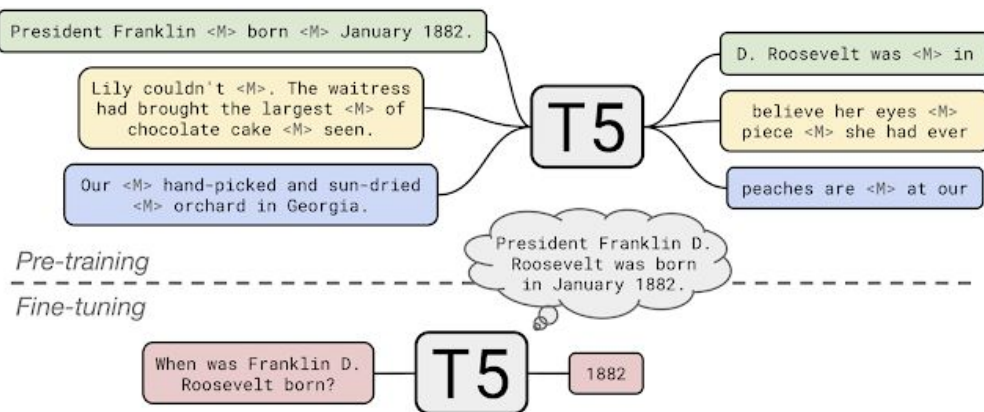 President Franklin <M> born <M> January 1882.
Lily couldn't <M>. The waitress
had brought the largest <M> of
chocolate cake <M> seen.
Our <M> hand-picked and sun-dried
<M> orchard in Georgia.
T5
D. Roosevelt was <M> in
believe her eyes <M>
piece <M> she had ever
peaches are <M> at our
Pre-training
President Franklin D.
Roosevelt was born
in January 1882.
Fine-tuning
When was Franklin D.
Roosevelt born?
T5
1882